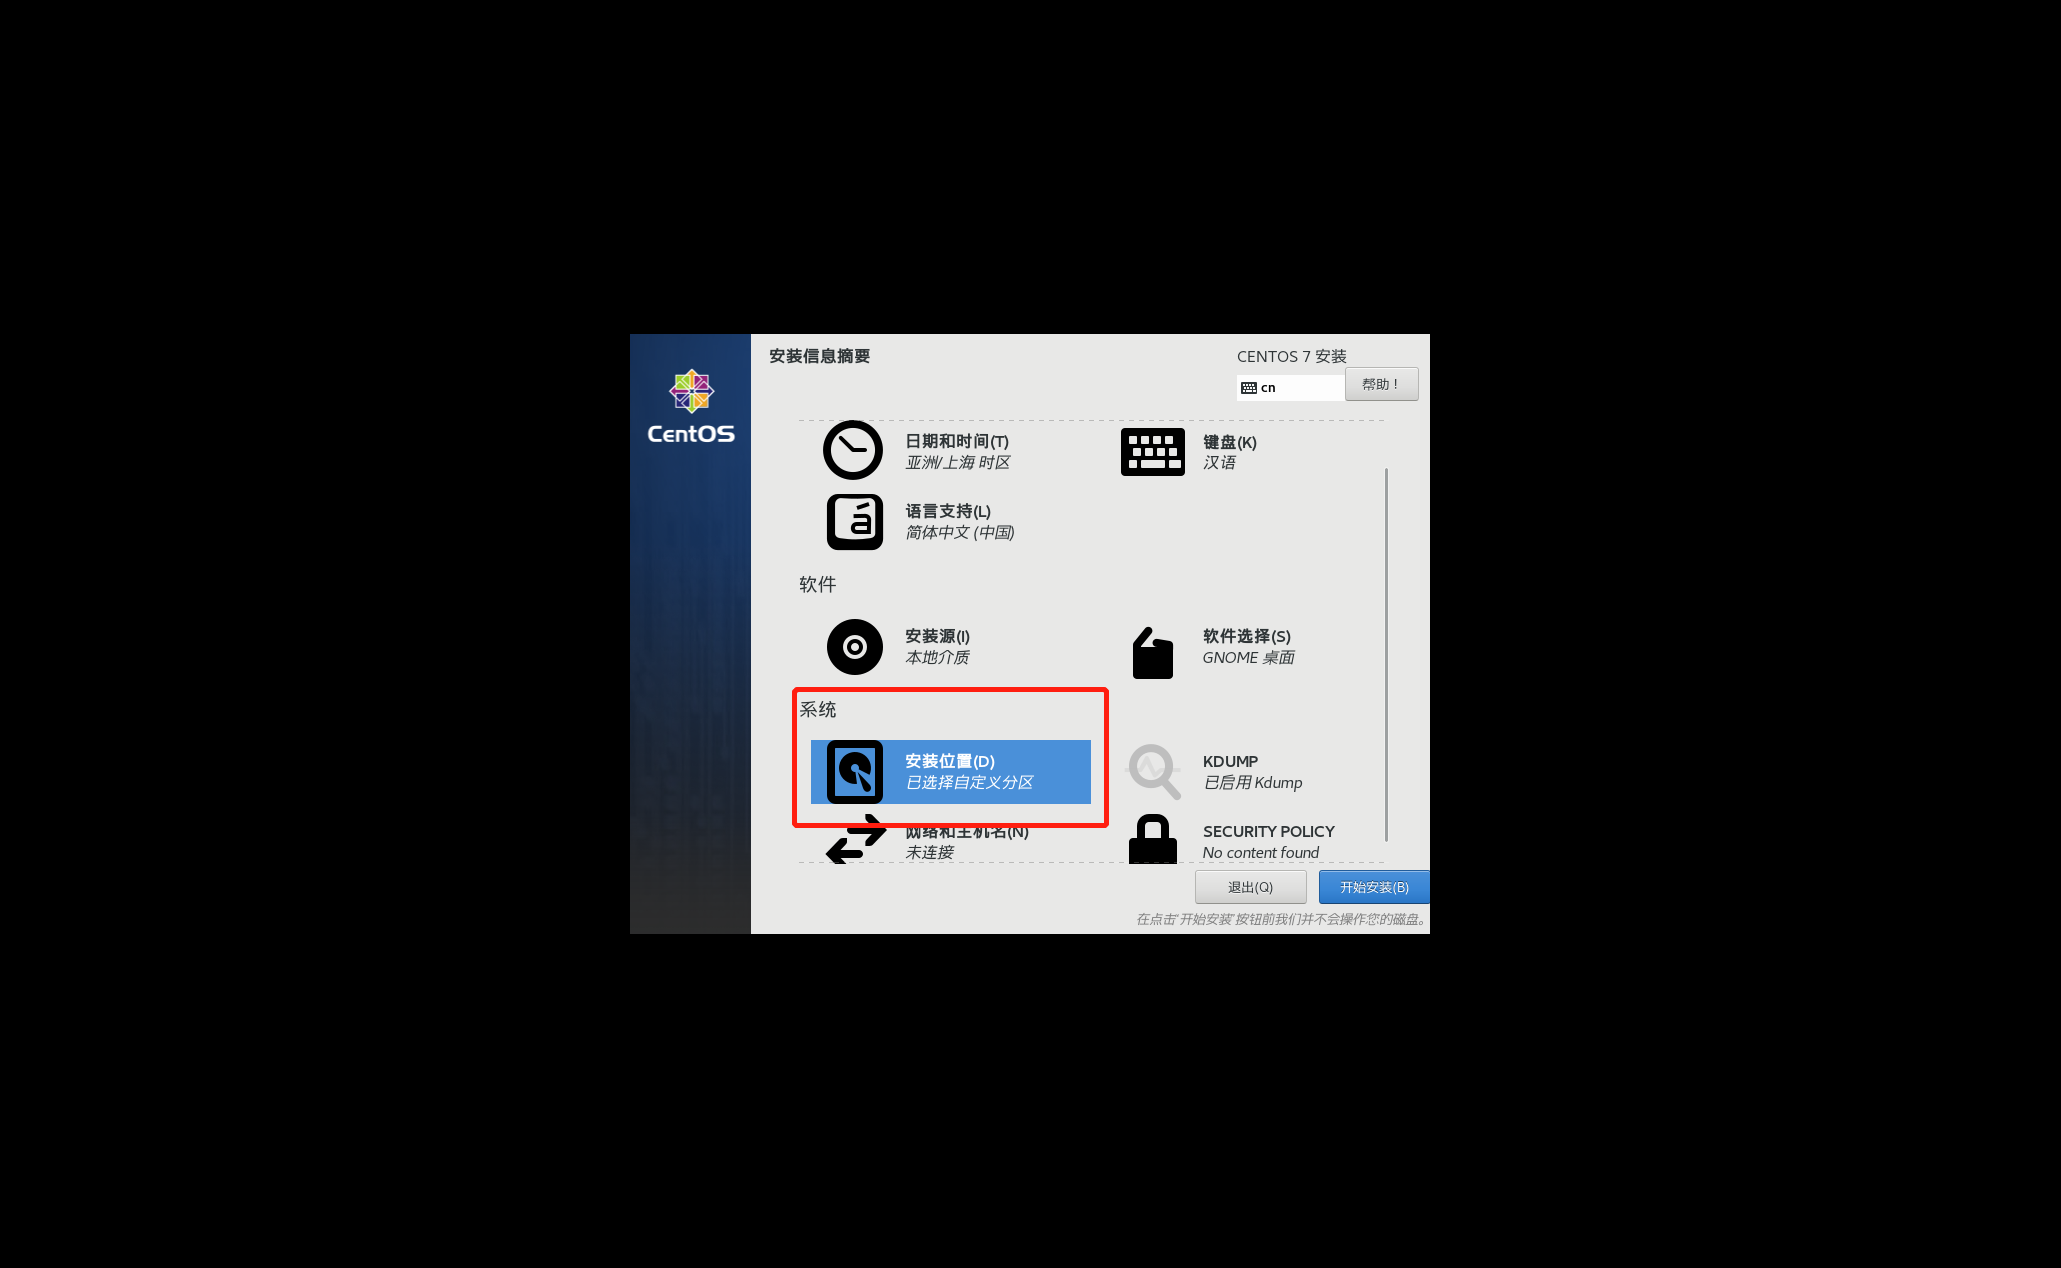 CentOS
安装信息摘要
CENTOS 7 安装
cn
帮助！
日期和时间(T)
亚洲/上海 时区
键盘(K)
汉语
语言支持(L)
简体中文 (中国)
软件
安装源(I)
本地介质
软件选择(S)
GNOME 桌面
系统
安装位置(D)
已选择自定义分区
KDUMP
已启用 Kdump
网络和主机名(N)
未连接
SECURITY POLICY
No content found
退出(Q)
开始安装(B)
在点击'开始安装'按钮前我们并不会操作您的磁盘。